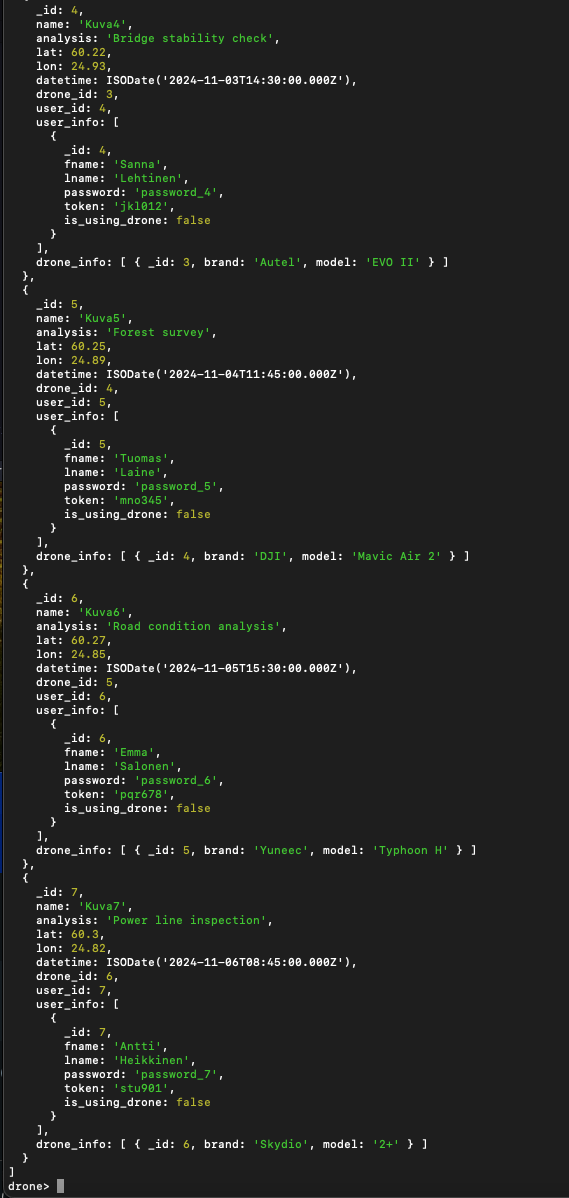 _id: 4,
    name: 'Kuva4',
    analysis: 'Bridge stability check',
    lat: 60.22,
    lon: 24.93,
    datetime: ISODate('2024-11-03T14:30:00.000Z'),
    drone_id: 3,
    user_id: 4,
    user_info: [
      {
        _id: 4,
        fname: 'Sanna',
        lname: 'Lehtinen',
        password: 'password_4',
        token: 'jkl012',
        is_using_drone: false
      }
    ],
    drone_info: [ { _id: 3, brand: 'Autel', model: 'EVO II' } ]
  },
  {
    _id: 5,
    name: 'Kuva5',
    analysis: 'Forest survey',
    lat: 60.25,
    lon: 24.89,
    datetime: ISODate('2024-11-04T11:45:00.000Z'),
    drone_id: 4,
    user_id: 5,
    user_info: [
      {
        _id: 5,
        fname: 'Tuomas',
        lname: 'Laine',
        password: 'password_5',
        token: 'mno345',
        is_using_drone: false
      }
    ],
    drone_info: [ { _id: 4, brand: 'DJI', model: 'Mavic Air 2' } ]
  },
  {
    _id: 6,
    name: 'Kuva6',
    analysis: 'Road condition analysis',
    lat: 60.27,
    lon: 24.85,
    datetime: ISODate('2024-11-05T15:30:00.000Z'),
    drone_id: 5,
    user_id: 6,
    user_info: [
      {
        _id: 6,
        fname: 'Emma',
        lname: 'Salonen',
        password: 'password_6',
        token: 'pqr678',
        is_using_drone: false
      }
    ],
    drone_info: [ { _id: 5, brand: 'Yuneec', model: 'Typhoon H' } ]
  },
  {
    _id: 7,
    name: 'Kuva7',
    analysis: 'Power line inspection',
    lat: 60.3,
    lon: 24.82,
    datetime: ISODate('2024-11-06T08:45:00.000Z'),
    drone_id: 6,
    user_id: 7,
    user_info: [
      {
        _id: 7,
        fname: 'Antti',
        lname: 'Heikkinen',
        password: 'password_7',
        token: 'stu901',
        is_using_drone: false
      }
    ],
    drone_info: [ { _id: 6, brand: 'Skydio', model: '2+' } ]
  }
]
drone>